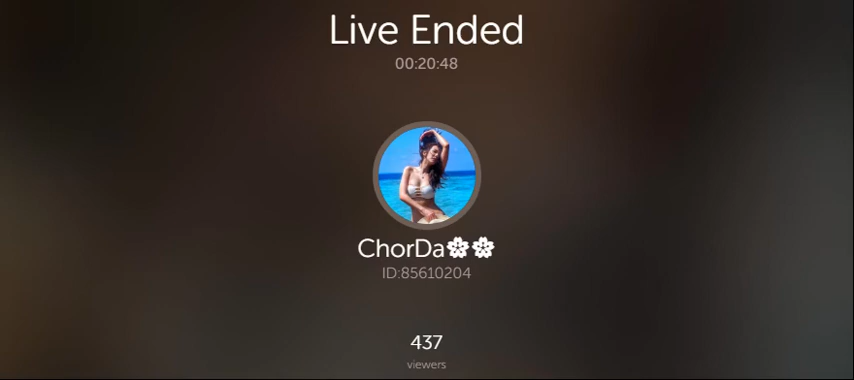 Live Ended
00:20:48
ChorDa🌸🌸
ID:85610204
437
viewers